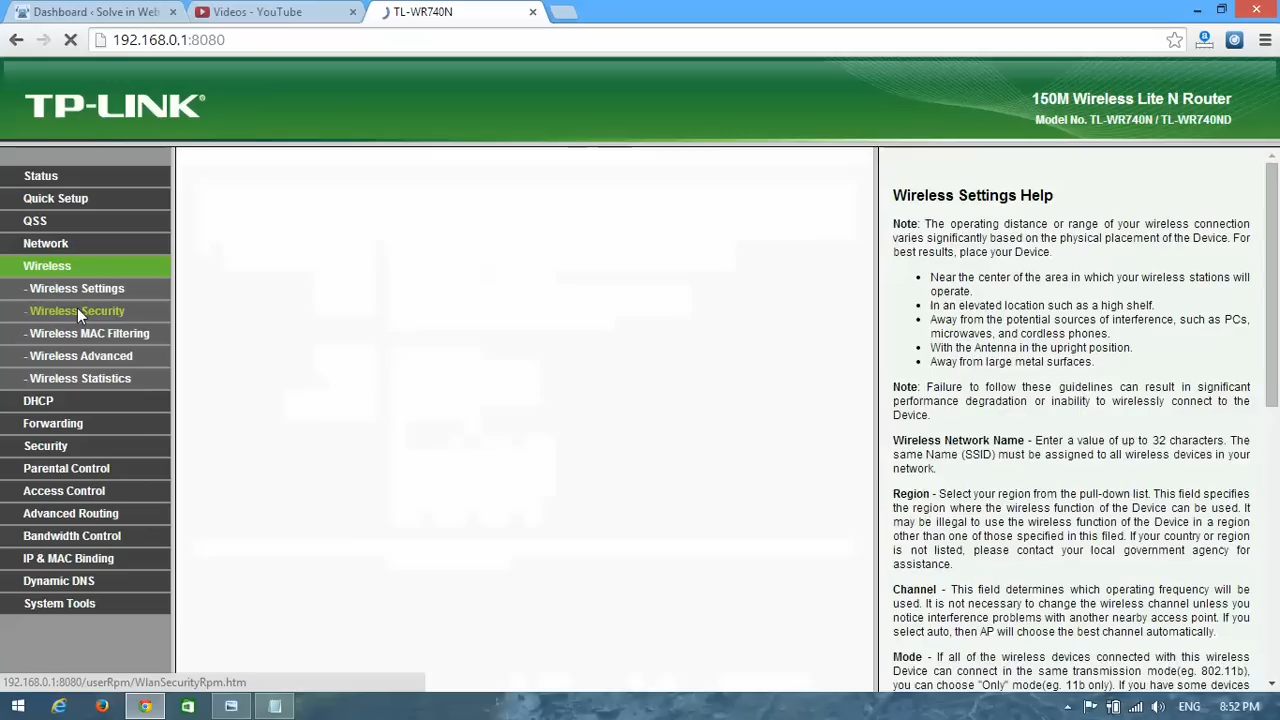 Dashboard ‹ Solve in Web
Videos - YouTube
TL-WR740N
192.168.0.1:8080
TP-LINK®
150M Wireless Lite N Router
Model No. TL-WR740N / TL-WR740ND
Status
Quick Setup
QSS
Network
Wireless
- Wireless Settings
- Wireless Security
- Wireless MAC Filtering
- Wireless Advanced
- Wireless Statistics
DHCP
Forwarding
Security
Parental Control
Access Control
Advanced Routing
Bandwidth Control
IP & MAC Binding
Dynamic DNS
System Tools
Wireless Settings Help
Note: The operating distance or range of your wireless connection
varies significantly based on the physical placement of the Device. For
best results, place your Device.
• Near the center of the area in which your wireless stations will
operate.
• In an elevated location such as a high shelf.
• Away from the potential sources of interference, such as PCs,
microwaves, and cordless phones.
• With the Antenna in the upright position.
• Away from large metal surfaces.
Note: Failure to follow these guidelines can result in significant
performance degradation or inability to wirelessly connect to the
Device.
Wireless Network Name - Enter a value of up to 32 characters. The
same Name (SSID) must be assigned to all wireless devices in your
network.
Region - Select your region from the pull-down list. This field specifies
the region where the wireless function of the Device can be used. It
may be illegal to use the wireless function of the Device in a region
other than one of those specified in this filed. If your country or region
is not listed, please contact your local government agency for
assistance.
Channel - This field determines which operating frequency will be
used. It is not necessary to change the wireless channel unless you
notice interference problems with another nearby access point. If you
select auto, then AP will choose the best channel automatically.
Mode - If all of the wireless devices connected with this wireless
Device can connect in the same transmission mode(eg. 802.11b),
you can choose "Only" mode(eg. 11b only). If you have some devices
192.168.0.1:8080/userRpm/WlanSecurityRpm.htm
ENG
8:52 PM